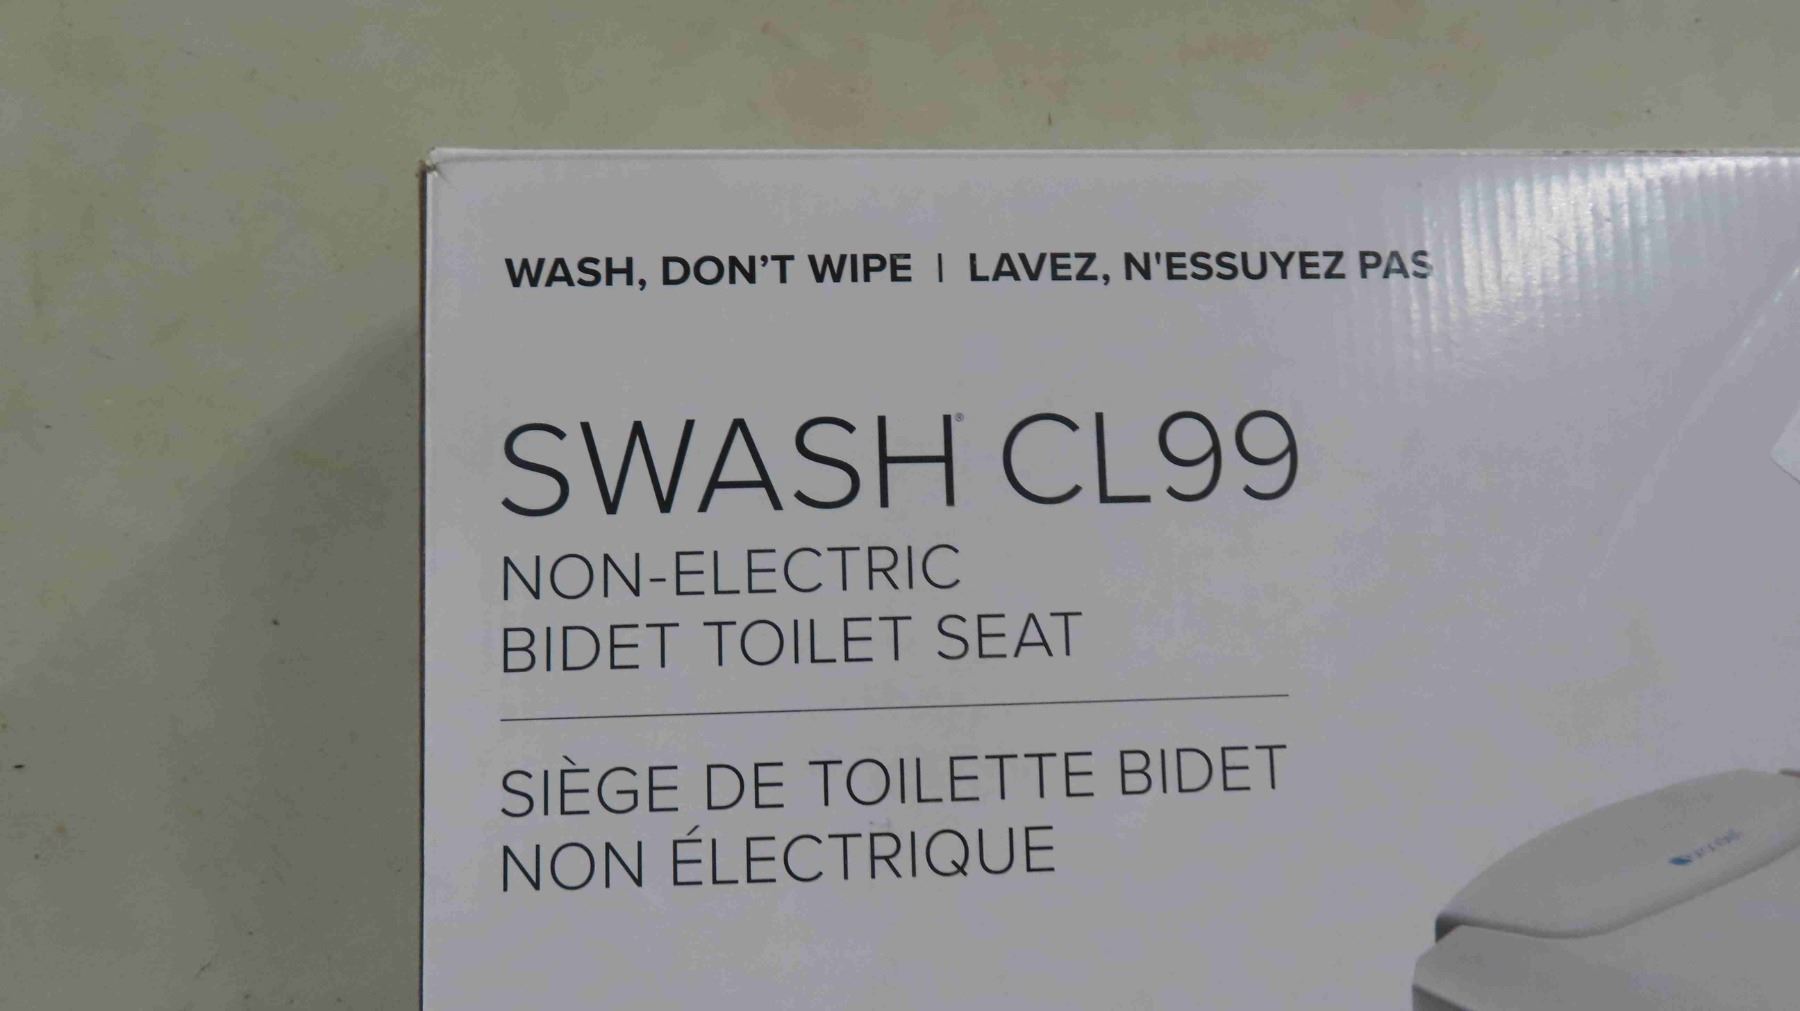 WASH, DON'T WIPE | LAVEZ, N'ESSUYEZ PAS
SWASH® CL99
NON-ELECTRIC
BIDET TOILET SEAT
SIÈGE DE TOILETTE BIDET
NON ÉLECTRIQUE